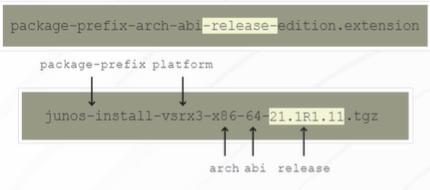 package-prefix-arch-abi-release-edition.extension
package-prefix platform
junos-install-vsrx3-x86-64-21.1R1.11.tgz
arch abi release